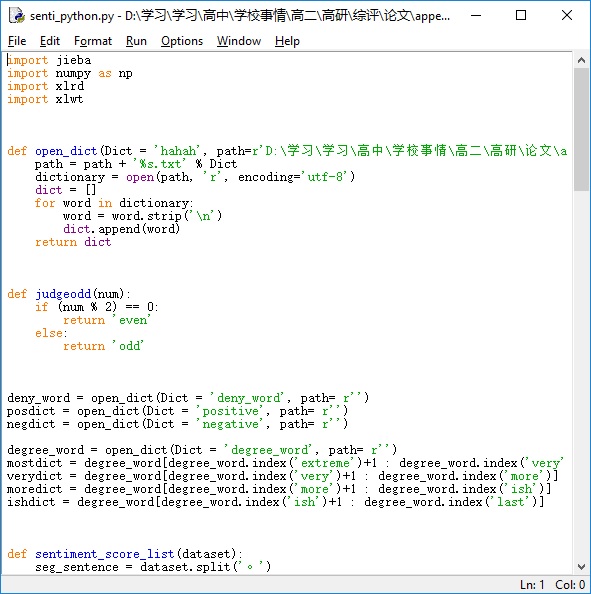 senti_python.py - D:\学习\学习\高中\学校事情\高二\高研\综评\论文\appe...
File Edit Format Run Options Window Help
import jieba
import numpy as np
import xlrd
import xlwt
def open_dict(Dict = 'hahah', path=r'D:\学习\学习\高中\学校事情\高二\高研\论文\a
    path = path + '%s.txt' % Dict
    dictionary = open(path, 'r', encoding='utf-8')
    dict = []
    for word in dictionary:
        word = word.strip('\n')
        dict.append(word)
    return dict
def judgeodd(num):
    if (num % 2) == 0:
        return 'even'
    else:
        return 'odd'
deny_word = open_dict(Dict = 'deny_word', path= r'')
posdict = open_dict(Dict = 'positive', path= r'')
negdict = open_dict(Dict = 'negative', path= r'')
degree_word = open_dict(Dict = 'degree_word', path= r'')
mostdict = degree_word[degree_word.index('extreme')+1 : degree_word.index('very'
verydict = degree_word[degree_word.index('very')+1 : degree_word.index('more')]
moredict = degree_word[degree_word.index('more')+1 : degree_word.index('ish')]
ishdict = degree_word[degree_word.index('ish')+1 : degree_word.index('last')]
def sentiment_score_list(dataset):
    seg_sentence = dataset.split('。')
Ln: 1 Col: 0